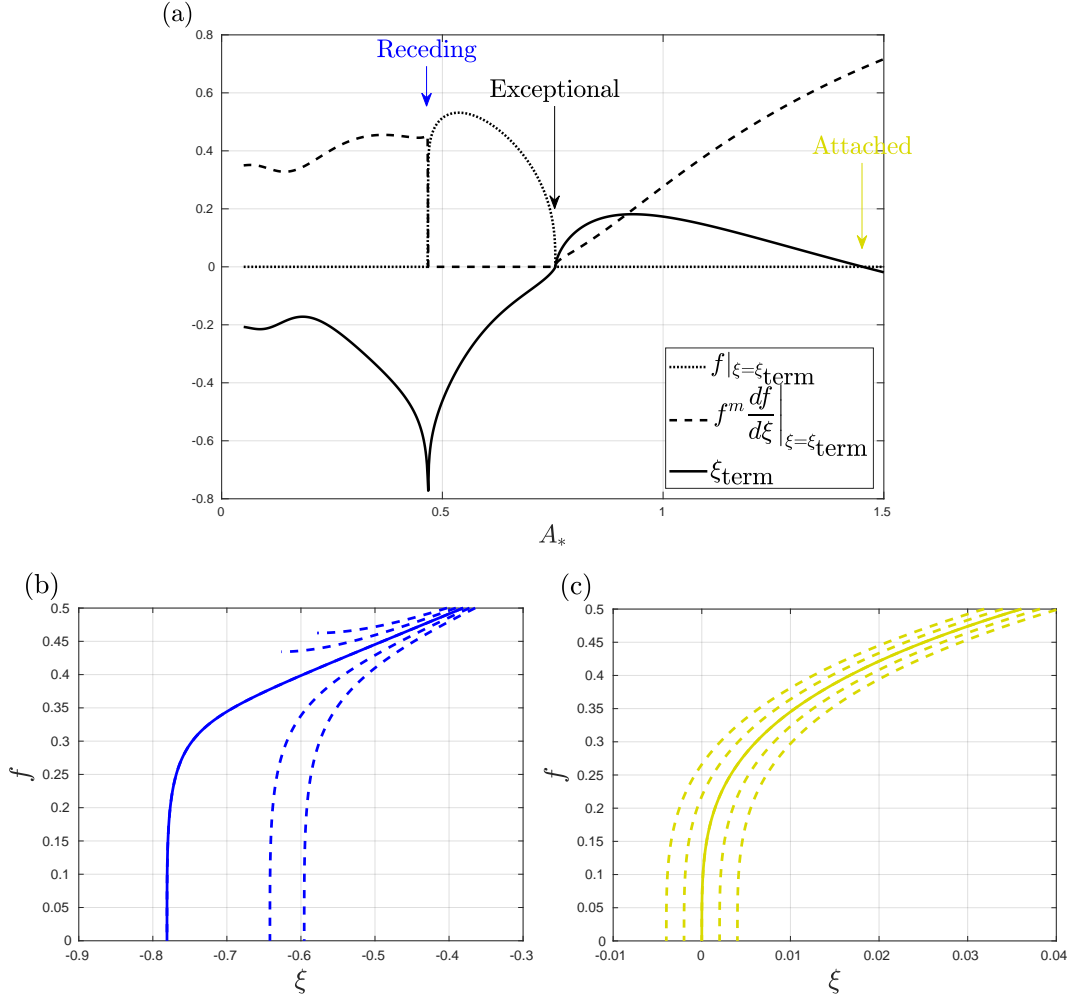 (a)
0.8
Receding
0.6
Exceptional
0.4
Attached
0.2
0
-0.2
-0.4
-0.6
-0.8
f|ξ=ξterm
f^m df/dξ|ξ=ξterm
ξterm
0 0.5 1 1.5
A*
(b)
0.5
0.45
0.4
0.35
0.3
0.25
0.2
0.15
0.1
0.05
0
f
-0.9 -0.8 -0.7 -0.6 -0.5 -0.4 -0.3
ξ
(c)
0.5
0.45
0.4
0.35
0.3
0.25
0.2
0.15
0.1
0.05
0
f
-0.01 0 0.01 0.02 0.03 0.04
ξ